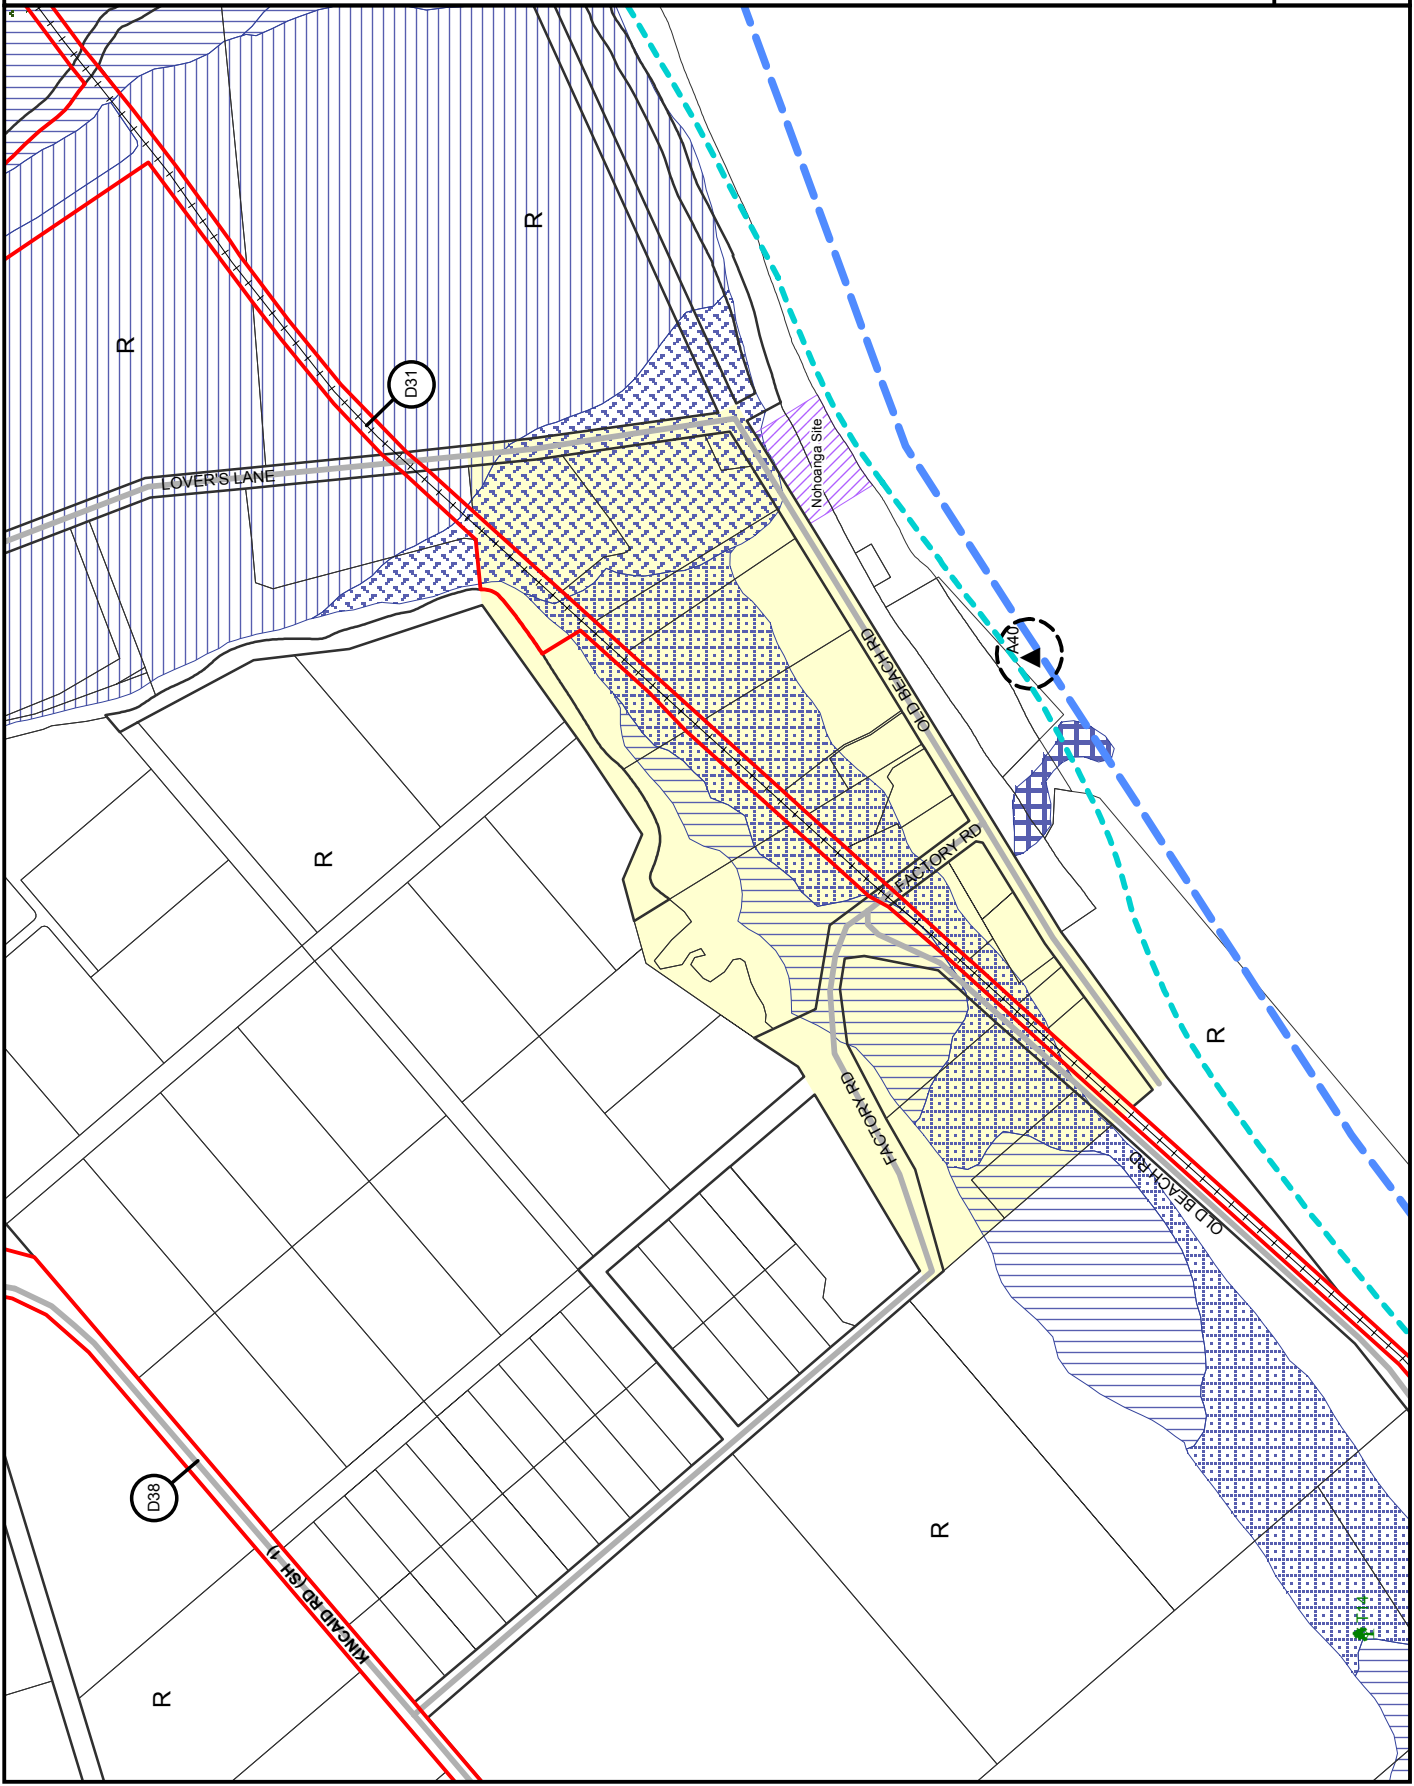 R
R
D31
LOVER'S LANE
Nohoanga Site
A40
OLD BEACH RD
FACTORY RD
R
R
FACTORY RD
OLD BEACH RD
D38
R
KINCAID RD (SH 1)
R